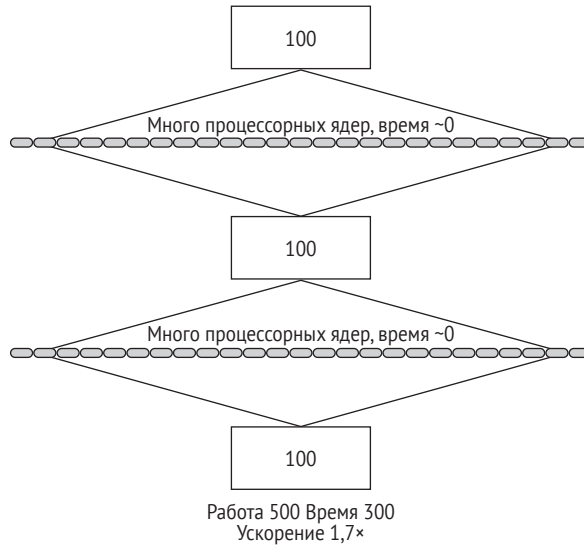 100
Много процессорных ядер, время ~0
100
Много процессорных ядер, время ~0
100
Работа 500 Время 300
Ускорение 1,7×